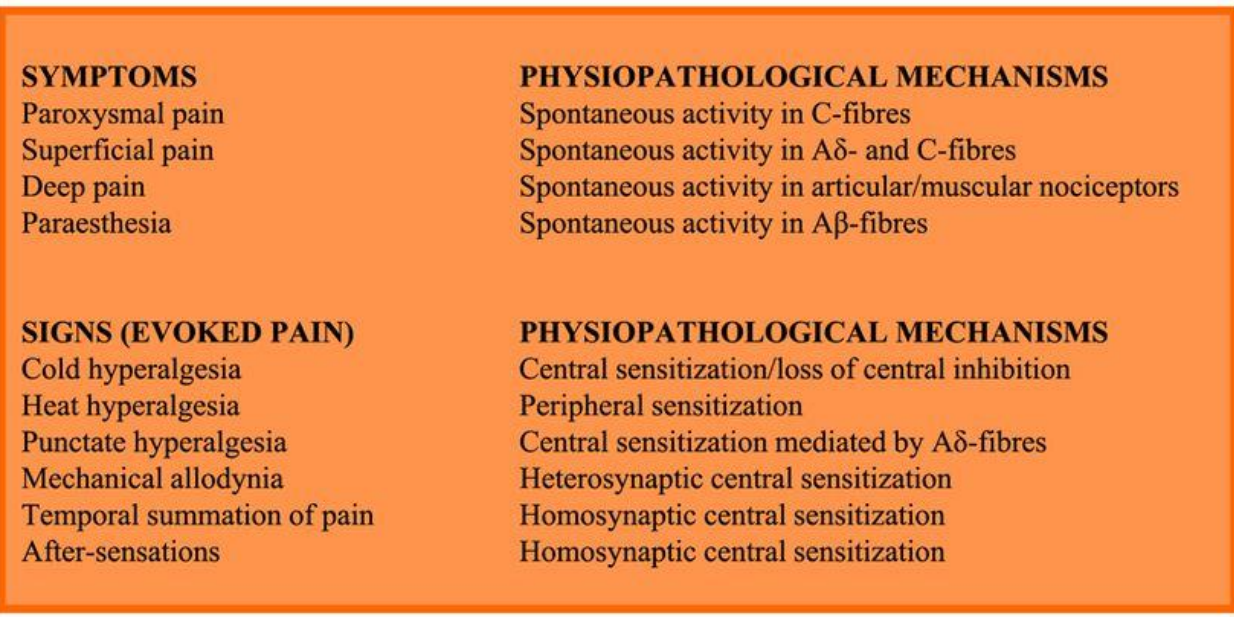 SYMPTOMS PHYSIOPATHOLOGICAL MECHANISMS
Paroxysmal pain Spontaneous activity in C-fibres
Superficial pain Spontaneous activity in Aδ- and C-fibres
Deep pain Spontaneous activity in articular/muscular nociceptors
Paraesthesia Spontaneous activity in Aβ-fibres
SIGNS (EVOKED PAIN) PHYSIOPATHOLOGICAL MECHANISMS
Cold hyperalgesia Central sensitization/loss of central inhibition
Heat hyperalgesia Peripheral sensitization
Punctate hyperalgesia Central sensitization mediated by Aδ-fibres
Mechanical allodynia Heterosynaptic central sensitization
Temporal summation of pain Homosynaptic central sensitization
After-sensations Homosynaptic central sensitization